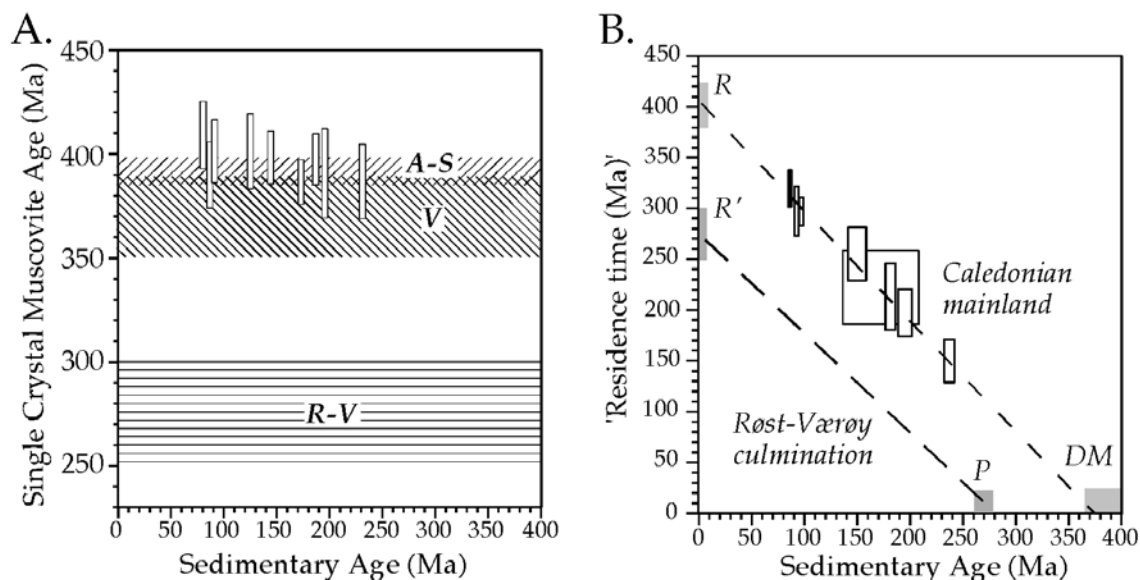 A.
Single Crystal Muscovite Age (Ma)
450
400
350
300
250
A-S
V
R-V
0 50 100 150 200 250 300 350 400
Sedimentary Age (Ma)
B.
'Residence time (Ma)'
450
400
350
300
250
200
150
100
50
0
R
R'
Caledonian
mainland
Røst-Værøy
culmination
P
DM
0 50 100 150 200 250 300 350 400
Sedimentary Age (Ma)